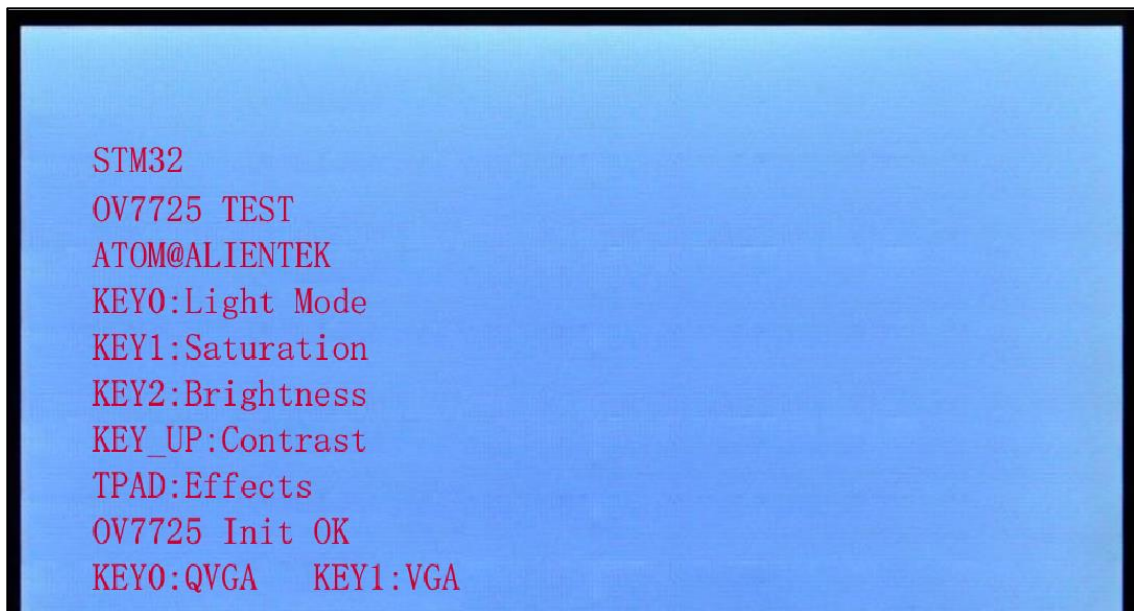 STM32
OV7725 TEST
ATOM@ALIENTEK
KEY0:Light Mode
KEY1:Saturation
KEY2:Brightness
KEY_UP:Contrast
TPAD:Effects
OV7725 Init OK
KEY0:QVGA   KEY1:VGA